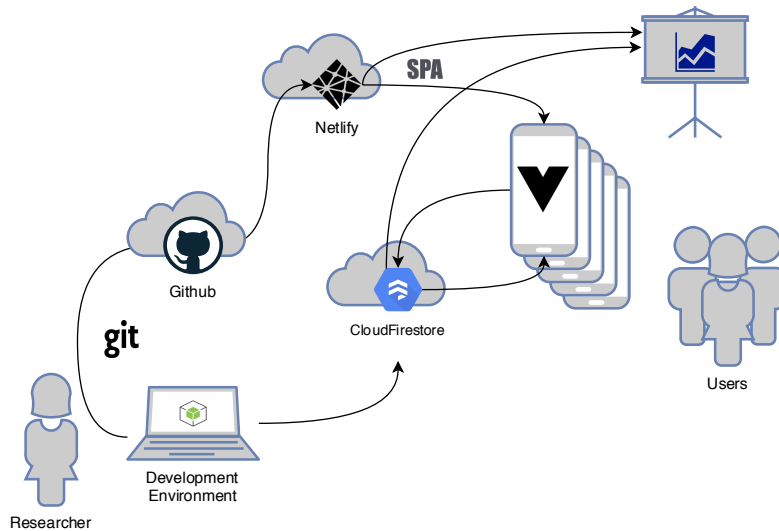 SPA
Netlify
Github
CloudFirestore
git
Users
Development
Environment
Researcher